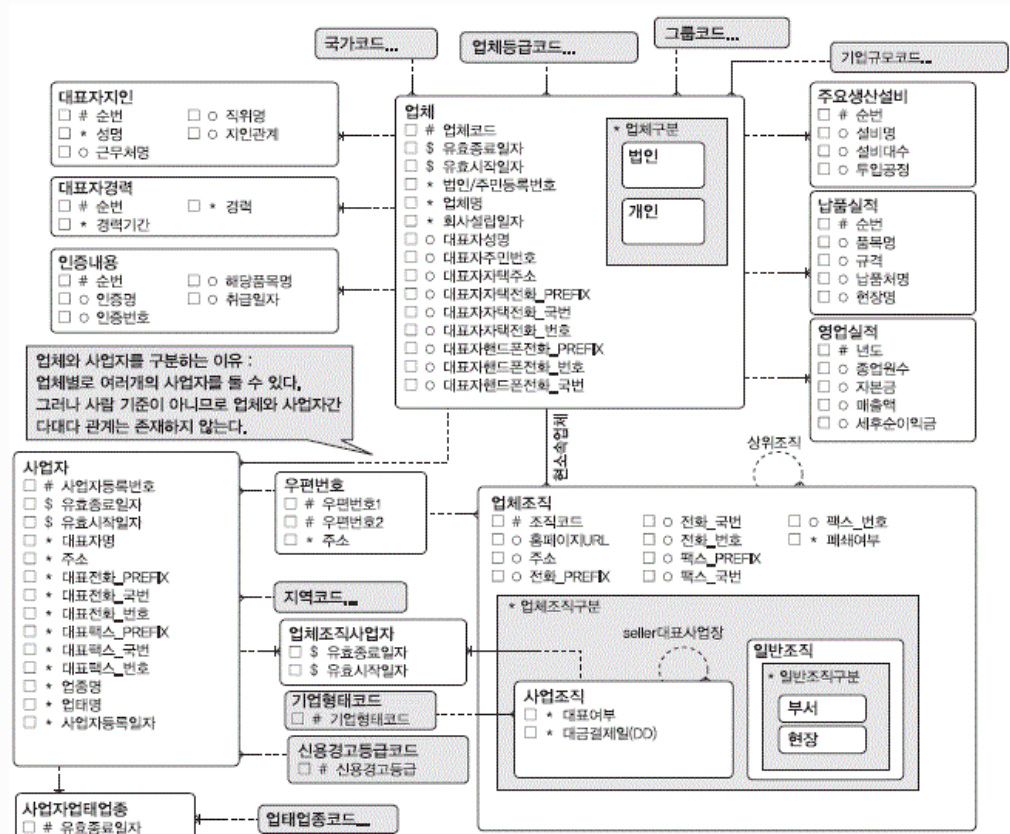 국가코드...
업체등급코드...
그룹코드...
기업규모코드...
대표자지인
# 순번
○ 직위명
* 성명
○ 지인관계
○ 근무처명
대표자경력
# 순번
* 경력
* 경력기간
인증내용
# 순번
○ 해당품목명
○ 인증명
○ 취급일자
○ 인증번호
업체
# 업체코드
$ 유효종료일자
$ 유효시작일자
* 법인/주민등록번호
* 업체명
* 회사설립일자
○ 대표자성명
○ 대표자주민번호
○ 대표자자택주소
○ 대표자자택전화_PREFIX
○ 대표자자택전화_국번
○ 대표자자택전화_번호
○ 대표자핸드폰전화_PREFIX
○ 대표자핸드폰전화_번호
○ 대표자핸드폰전화_국번
* 업체구분
법인
개인
주요생산설비
# 순번
○ 설비명
○ 설비대수
○ 투입공정
납품실적
# 순번
○ 품목명
○ 규격
○ 납품처명
○ 현장명
영업실적
# 년도
○ 종업원수
○ 자본금
○ 매출액
○ 세후순이익금
업체와 사업자를 구분하는 이유 :
업체별로 여러개의 사업자를 둘 수 있다.
그러나 사람 기준이 아니므로 업체와 사업자간
다대다 관계는 존재하지 않는다.
현소속업체
상위조직
사업자
# 사업자등록번호
$ 유효종료일자
$ 유효시작일자
* 대표자명
* 주소
* 대표전화_PREFIX
* 대표전화_국번
* 대표전화_번호
* 대표팩스_PREFIX
* 대표팩스_국번
* 대표팩스_번호
* 업종명
* 업태명
* 사업자등록일자
우편번호
# 우편번호1
# 우편번호2
* 주소
지역코드...
업체조직사업자
$ 유효종료일자
$ 유효시작일자
기업형태코드
# 기업형태코드
신용경고등급코드
# 신용경고등급
업체조직
# 조직코드
○ 전화_국번
○ 팩스_번호
○ 홈페이지URL
○ 전화_번호
* 폐쇄여부
○ 주소
○ 팩스_PREFIX
○ 전화_PREFIX
○ 팩스_국번
* 업체조직구분
seller대표사업장
사업조직
* 대표여부
* 대금결제일(DD)
일반조직
* 일반조직구분
부서
현장
사업자업태업종
# 유효종료일자
업태업종코드...